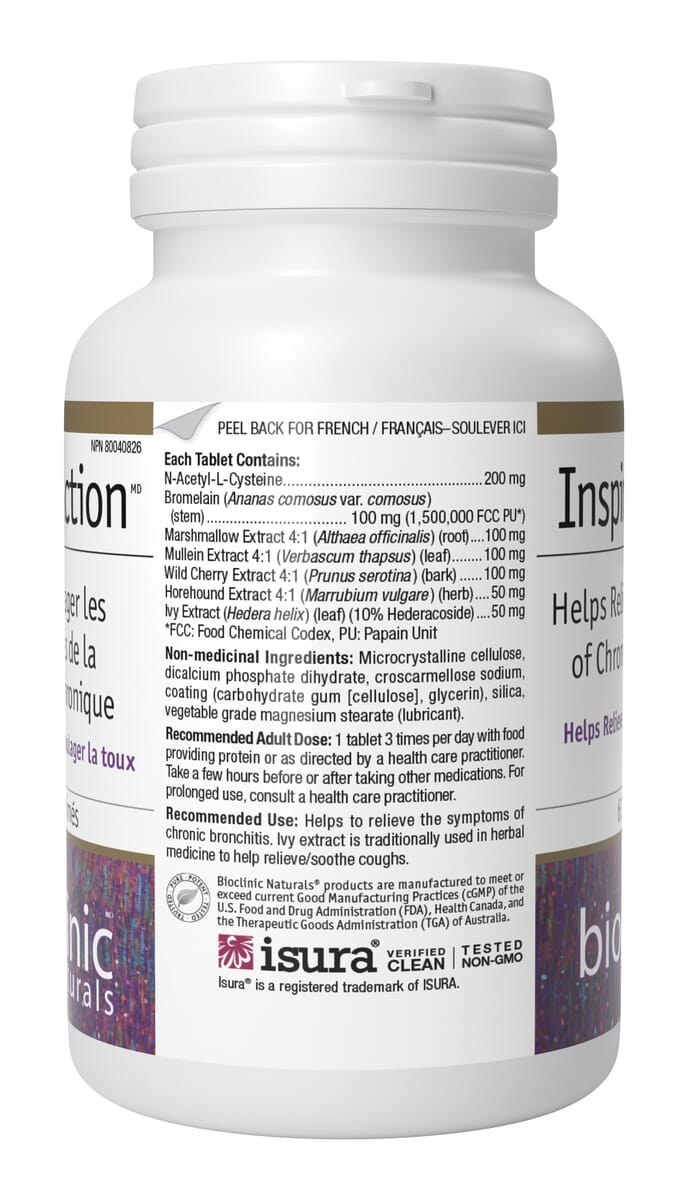 PEEL BACK FOR FRENCH / FRANÇAIS–SOULEVER ICI
NPN 80040826
Each Tablet Contains:
N-Acetyl-L-Cysteine..................................................200 mg
Bromelain (Ananas comosus var. comosus)
(stem)................................... 100 mg (1,500,000 FCC PU*)
Marshmallow Extract 4:1 (Althaea officinalis) (root)....100 mg
Mullein Extract 4:1 (Verbascum thapsus) (leaf)........100 mg
Wild Cherry Extract 4:1 (Prunus serotina) (bark) ......100 mg
Horehound Extract 4:1 (Marrubium vulgare) (herb)....50 mg
Ivy Extract (Hedera helix) (leaf) (10% Hederacoside)....50 mg
*FCC: Food Chemical Codex, PU: Papain Unit
Non-medicinal Ingredients: Microcrystalline cellulose,
dicalcium phosphate dihydrate, croscarmellose sodium,
coating (carbohydrate gum [cellulose], glycerin), silica,
vegetable grade magnesium stearate (lubricant).
Recommended Adult Dose: 1 tablet 3 times per day with food
providing protein or as directed by a health care practitioner.
Take a few hours before or after taking other medications. For
prolonged use, consult a health care practitioner.
Recommended Use: Helps to relieve the symptoms of
chronic bronchitis. Ivy extract is traditionally used in herbal
medicine to help relieve/soothe coughs.
PURE · POTENT · TESTED · TRUSTED
Bioclinic Naturals® products are manufactured to meet or
exceed current Good Manufacturing Practices (cGMP) of the
U.S. Food and Drug Administration (FDA), Health Canada, and
the Therapeutic Goods Administration (TGA) of Australia.
isura® VERIFIED CLEAN | TESTED NON-GMO
Isura® is a registered trademark of ISURA.
ction MD
ger les
de la
onique
lager la toux
més
inic
urals
Inspi
Helps Rel
of Chron
Helps Relieve
bio